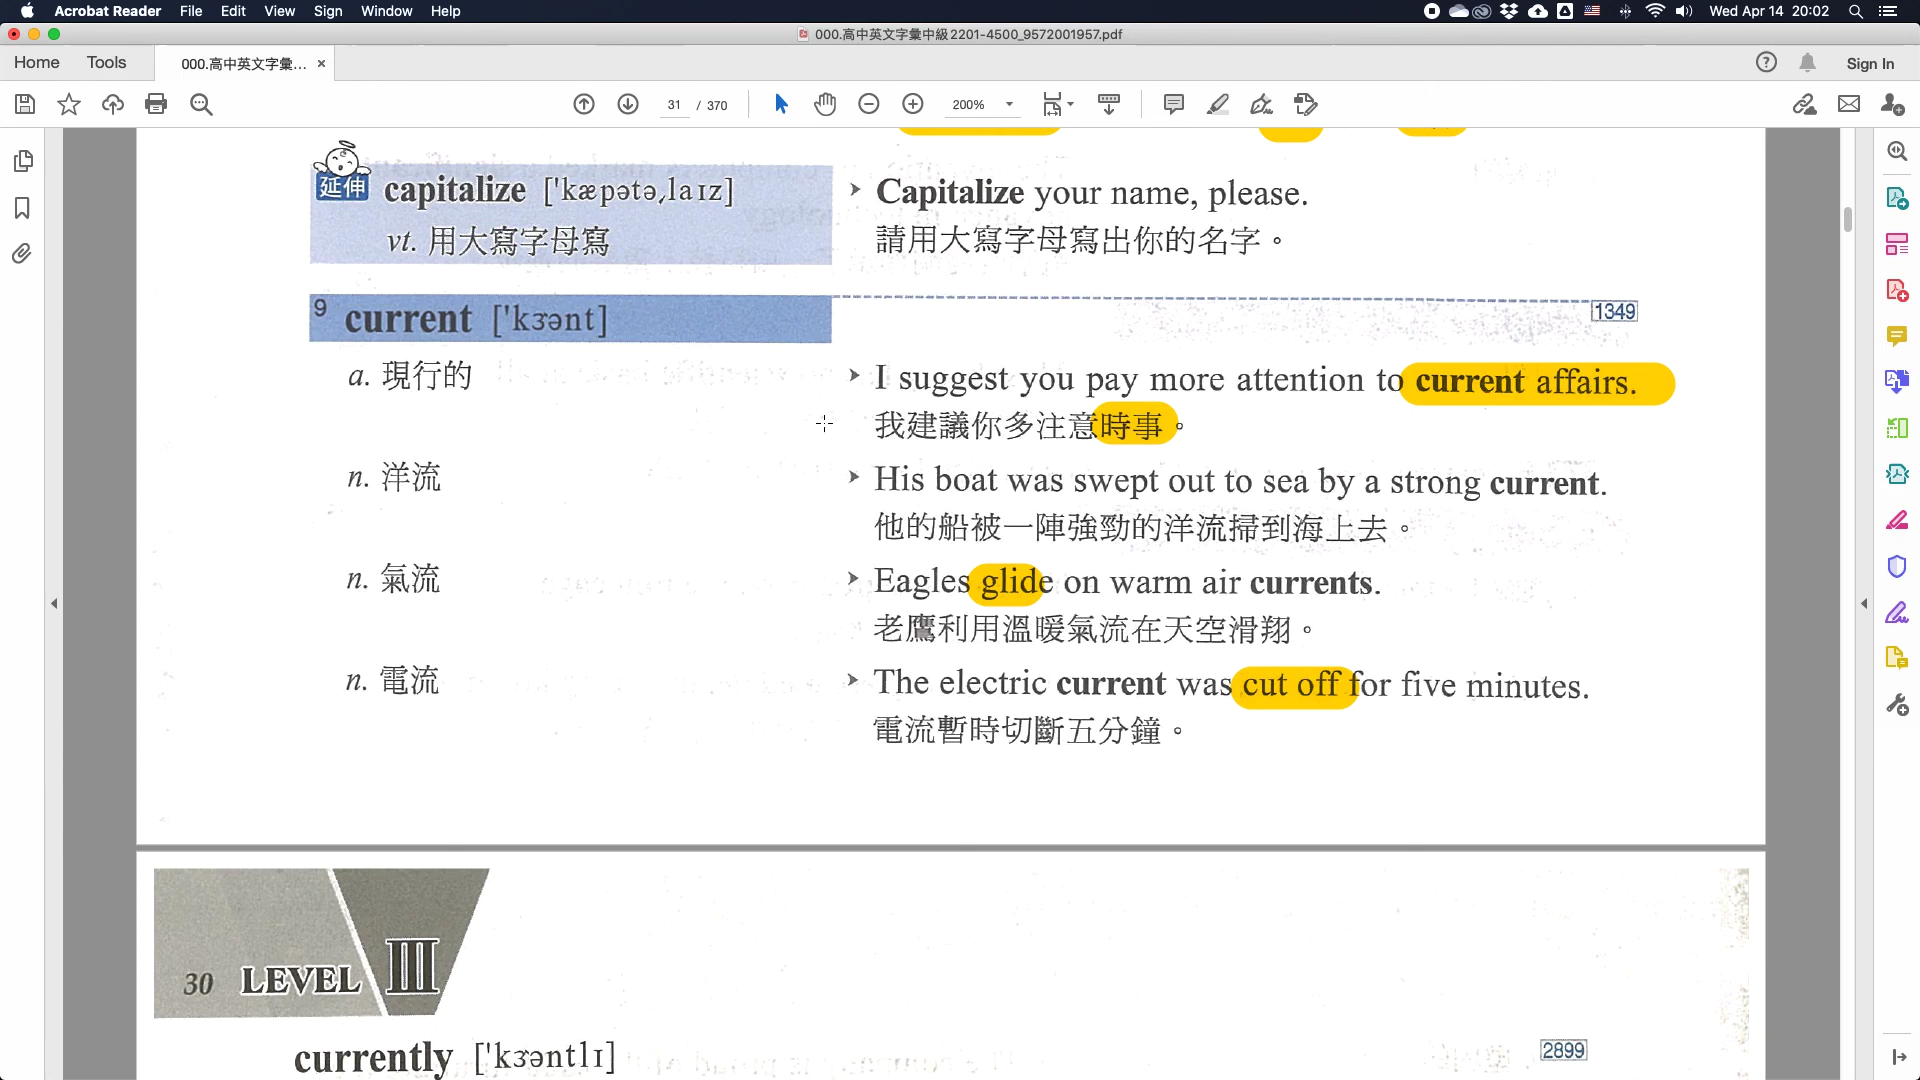 Acrobat Reader File Edit View Sign Window Help Wed Apr 14 20:02
000.高中英文字彙中級2201-4500_9572001957.pdf
Home Tools 000.高中英文字彙... × Sign In
31 / 370 200%
延伸 capitalize [ˈkæpətəˌlaɪz]
Capitalize your name, please.
vt. 用大寫字母寫
請用大寫字母寫出你的名字。
9 current [ˈkɝənt]
1349
a. 現行的
I suggest you pay more attention to current affairs.
我建議你多注意時事。
n. 洋流
His boat was swept out to sea by a strong current.
他的船被一陣強勁的洋流掃到海上去。
n. 氣流
Eagles glide on warm air currents.
老鷹利用溫暖氣流在天空滑翔。
n. 電流
The electric current was cut off for five minutes.
電流暫時切斷五分鐘。
30 LEVEL III
currently [ˈkɝəntlɪ]
2899